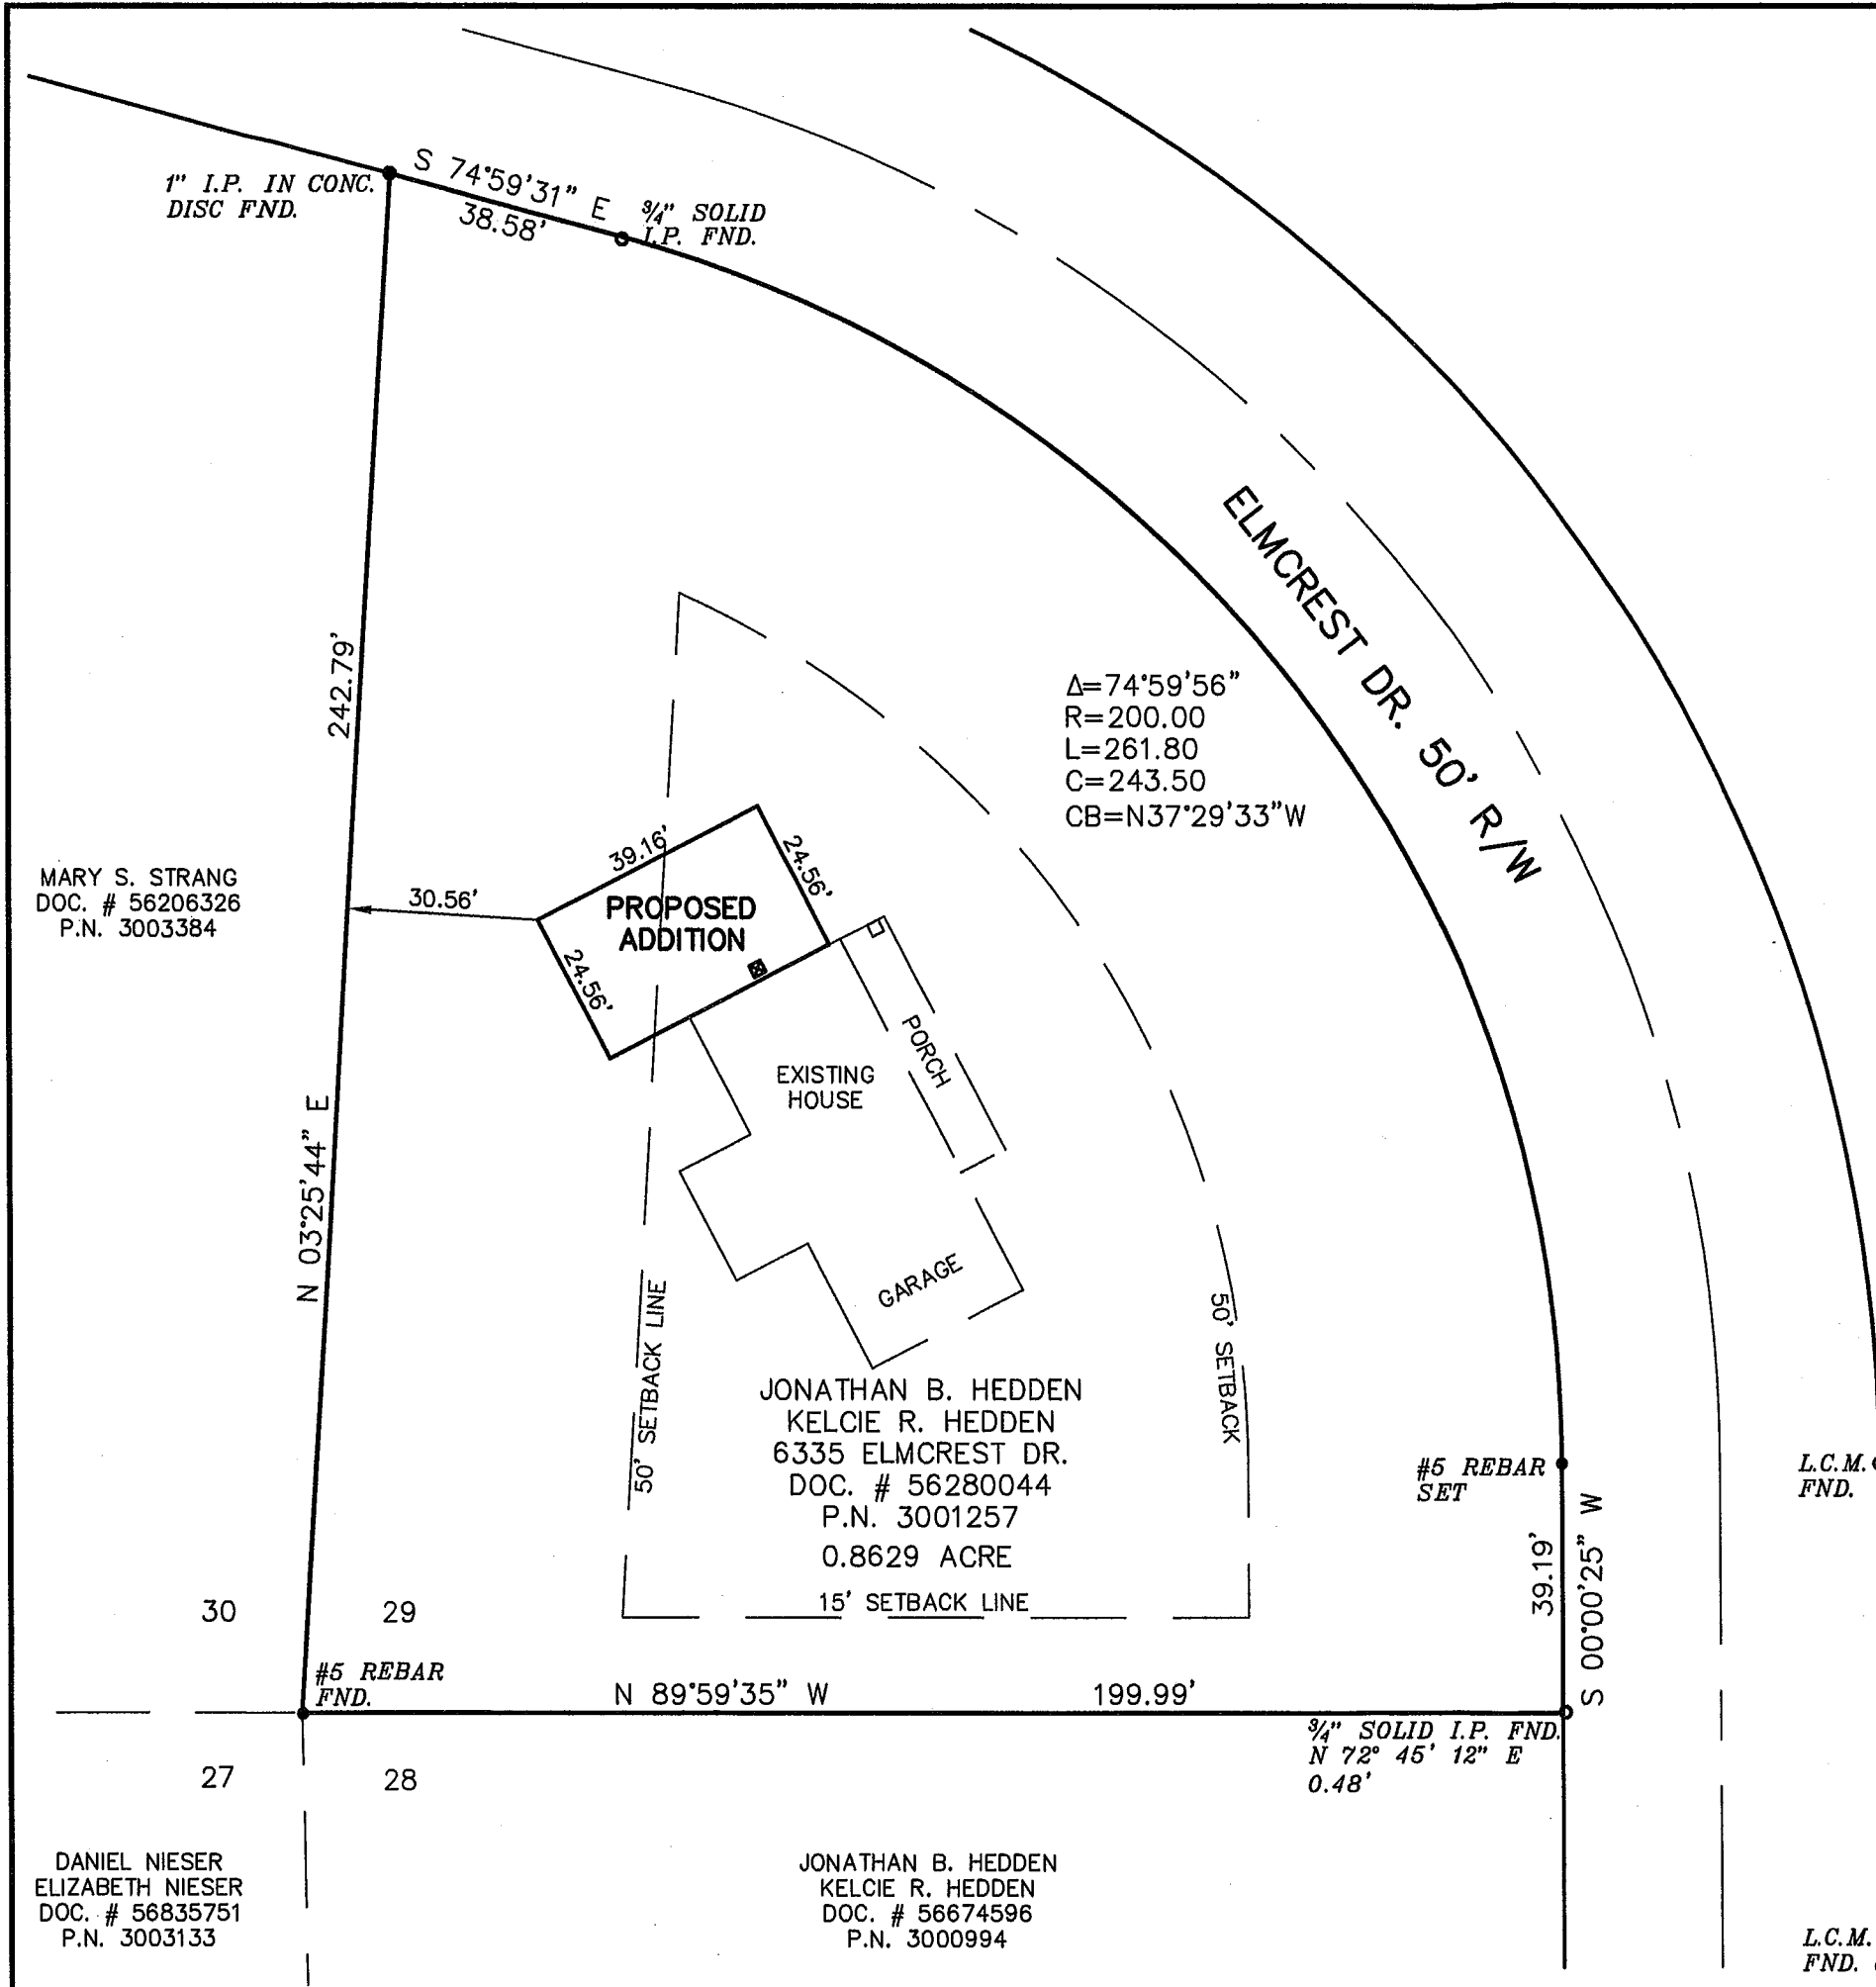 1" I.P. IN CONC.
DISC FND.
S 74°59'31" E
38.58'
3/4" SOLID
I.P. FND.
242.79'
N 03°25'44" E
ELMCREST DR. 50' R/W
Δ=74°59'56"
R=200.00
L=261.80
C=243.50
CB=N37°29'33"W
MARY S. STRANG
DOC. # 56206326
P.N. 3003384
30.56'
39.16'
24.56'
PROPOSED
ADDITION
24.56'
PORCH
EXISTING
HOUSE
GARAGE
50' SETBACK LINE
50' SETBACK
JONATHAN B. HEDDEN
KELCIE R. HEDDEN
6335 ELMCREST DR.
DOC. # 56280044
P.N. 3001257
0.8629 ACRE
15' SETBACK LINE
#5 REBAR
SET
L.C.M.
FND.
39.19'
S 00°00'25" W
30
29
#5 REBAR
FND.
N 89°59'35" W
199.99'
3/4" SOLID I.P. FND.
N 72° 45' 12" E
0.48'
27
28
DANIEL NIESER
ELIZABETH NIESER
DOC. # 56835751
P.N. 3003133
JONATHAN B. HEDDEN
KELCIE R. HEDDEN
DOC. # 56674596
P.N. 3000994
L.C.M.
FND.